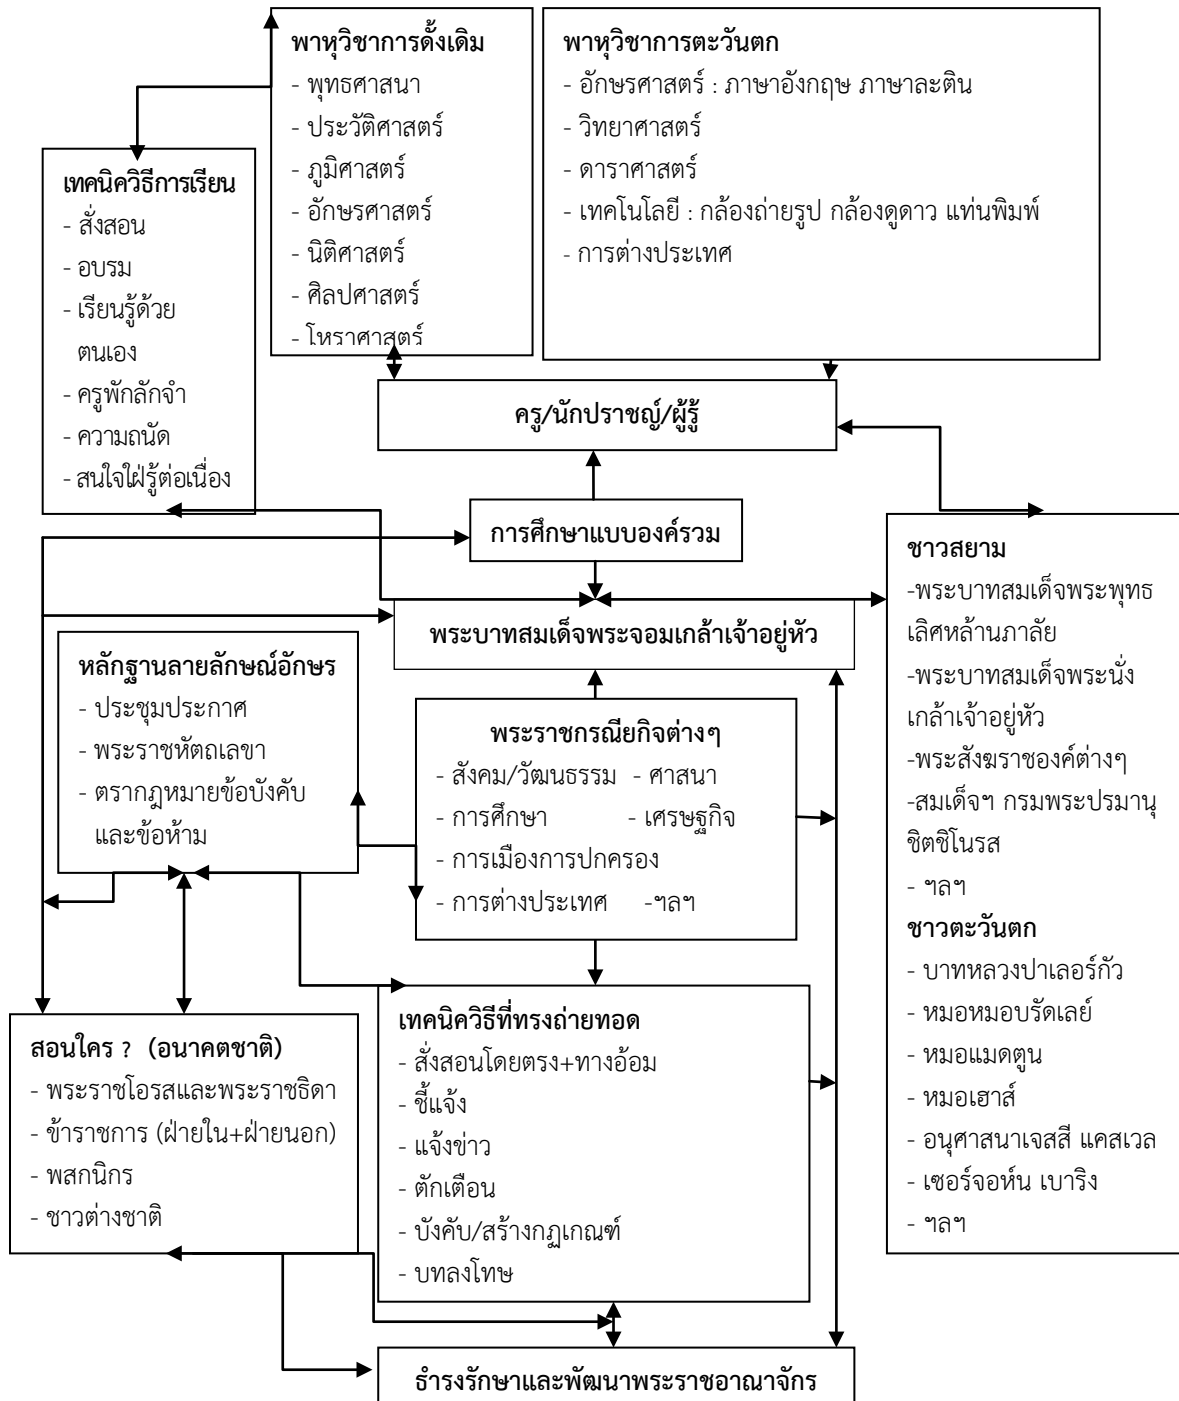 พาหุวิชาการดั้งเดิม
- พุทธศาสนา
- ประวัติศาสตร์
- ภูมิศาสตร์
- อักษรศาสตร์
- นิติศาสตร์
- ศิลปศาสตร์
- โหราศาสตร์
พาหุวิชาการตะวันตก
- อักษรศาสตร์ : ภาษาอังกฤษ ภาษาละติน
- วิทยาศาสตร์
- ดาราศาสตร์
- เทคโนโลยี : กล้องถ่ายรูป กล้องดูดาว แท่นพิมพ์
- การต่างประเทศ
เทคนิควิธีการเรียน
- สั่งสอน
- อบรม
- เรียนรู้ด้วย
ตนเอง
- ครูพักลักจำ
- ความถนัด
- สนใจใฝ่รู้ต่อเนื่อง
ครู/นักปราชญ์/ผู้รู้
การศึกษาแบบองค์รวม
พระบาทสมเด็จพระจอมเกล้าเจ้าอยู่หัว
ชาวสยาม
-พระบาทสมเด็จพระพุทธ
เลิศหล้านภาลัย
-พระบาทสมเด็จพระนั่ง
เกล้าเจ้าอยู่หัว
-พระสังฆราชองค์ต่างๆ
-สมเด็จฯ กรมพระปรมานุ
ชิตชิโนรส
- ฯลฯ
ชาวตะวันตก
- บาทหลวงปาเลอร์กัว
- หมอหมอบรัดเลย์
- หมอแมตตูน
- หมอเฮาส์
- อนุศาสนาเจสสี แคสเวล
- เซอร์จอห์น เบาริง
- ฯลฯ
หลักฐานลายลักษณ์อักษร
- ประชุมประกาศ
- พระราชหัตถเลขา
- ตรากฎหมายข้อบังคับ
และข้อห้าม
พระราชกรณียกิจต่างๆ
- สังคม/วัฒนธรรม - ศาสนา
- การศึกษา - เศรษฐกิจ
- การเมืองการปกครอง
- การต่างประเทศ -ฯลฯ
สอนใคร ? (อนาคตชาติ)
- พระราชโอรสและพระราชธิดา
- ข้าราชการ (ฝ่ายใน+ฝ่ายนอก)
- พสกนิกร
- ชาวต่างชาติ
เทคนิควิธีที่ทรงถ่ายทอด
- สั่งสอนโดยตรง+ทางอ้อม
- ชี้แจ้ง
- แจ้งข่าว
- ตักเตือน
- บังคับ/สร้างกฎเกณฑ์
- บทลงโทษ
ธำรงรักษาและพัฒนาพระราชอาณาจักร